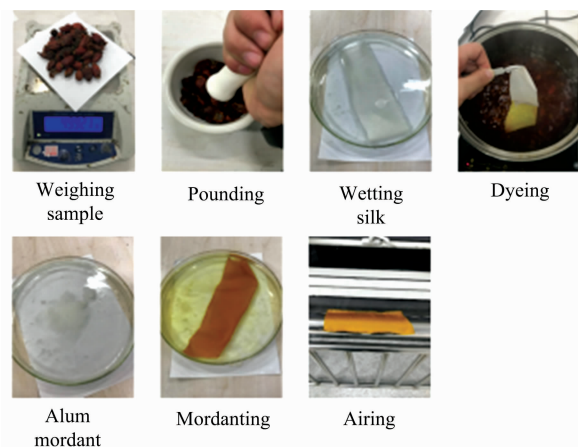 Weighing
sample
Pounding
Wetting
silk
Dyeing
Alum
mordant
Mordanting
Airing